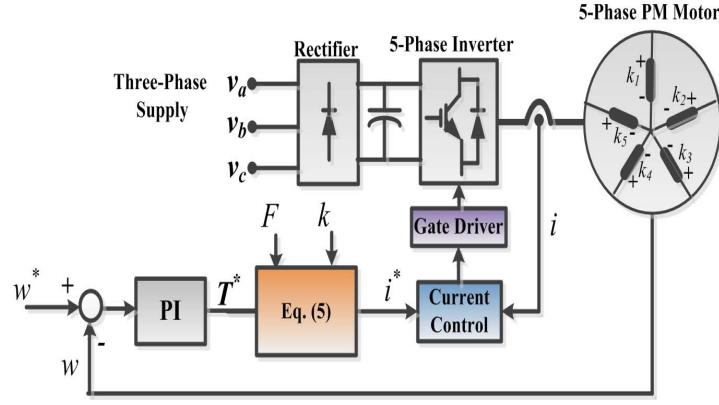 5-Phase PM Motor
Rectifier
5-Phase Inverter
Three-Phase
Supply
v_a
v_b
v_c
+
-
k_1
+
-
k_2
+
-
k_3
+
-
k_4
+
-
k_5
+
-
F
k
Gate Driver
i
w*
+
-
w
PI
T*
Eq. (5)
i*
Current
Control